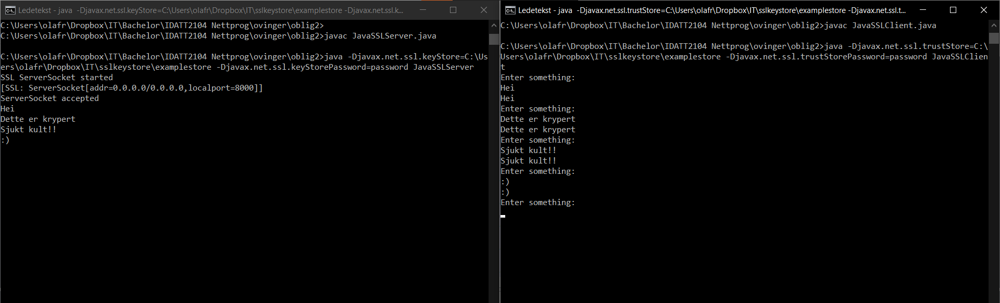 Ledetekst - java  -Djavax.net.ssl.keyStore=C:\Users\olafr\Dropbox\IT\sslkeystore\examplestore -Djavax.net.ssl.k...
C:\Users\olafr\Dropbox\IT\Bachelor\IDATT2104 Nettprog\ovinger\oblig2>
C:\Users\olafr\Dropbox\IT\Bachelor\IDATT2104 Nettprog\ovinger\oblig2>javac JavaSSLServer.java
C:\Users\olafr\Dropbox\IT\Bachelor\IDATT2104 Nettprog\ovinger\oblig2>java -Djavax.net.ssl.keyStore=C:\Us
ers\olafr\Dropbox\IT\sslkeystore\examplestore -Djavax.net.ssl.keyStorePassword=password JavaSSLServer
SSL ServerSocket started
[SSL: ServerSocket[addr=0.0.0.0/0.0.0.0,localport=8000]]
ServerSocket accepted
Hei
Dette er krypert
Sjukt kult!!
:)
Ledetekst - java  -Djavax.net.ssl.trustStore=C:\Users\olafr\Dropbox\IT\sslkeystore\examplestore -Djavax.net.ssl.t...
C:\Users\olafr\Dropbox\IT\Bachelor\IDATT2104 Nettprog\ovinger\oblig2>javac JavaSSLClient.java
C:\Users\olafr\Dropbox\IT\Bachelor\IDATT2104 Nettprog\ovinger\oblig2>java -Djavax.net.ssl.trustStore=C:\
Users\olafr\Dropbox\IT\sslkeystore\examplestore -Djavax.net.ssl.trustStorePassword=password JavaSSLClien
t
Enter something:
Hei
Hei
Enter something:
Dette er krypert
Dette er krypert
Enter something:
Sjukt kult!!
Sjukt kult!!
Enter something:
:)
:)
Enter something: